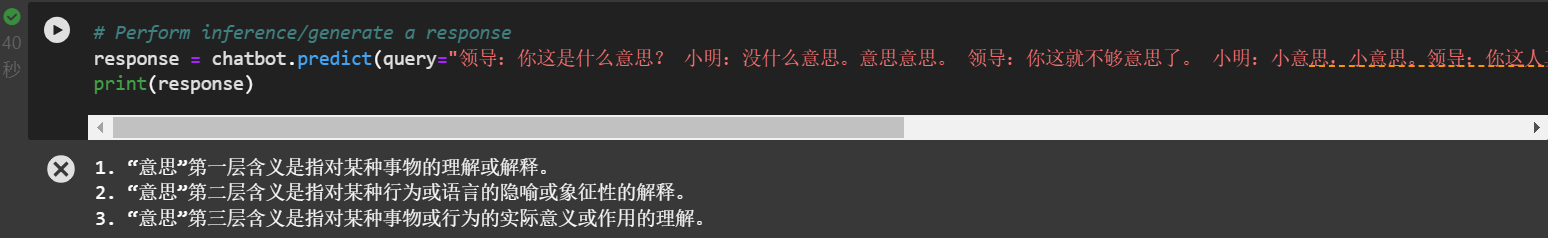 # Perform inference/generate a response
40 response = chatbot.predict(query="领导：你这是什么意思？ 小明：没什么意思。意思意思。 领导：你这就不够意思了。 小明：小意思，小意思。领导：你这人
秒 print(response)
1. “意思”第一层含义是指对某种事物的理解或解释。
2. “意思”第二层含义是指对某种行为或语言的隐喻或象征性的解释。
3. “意思”第三层含义是指对某种事物或行为的实际意义或作用的理解。